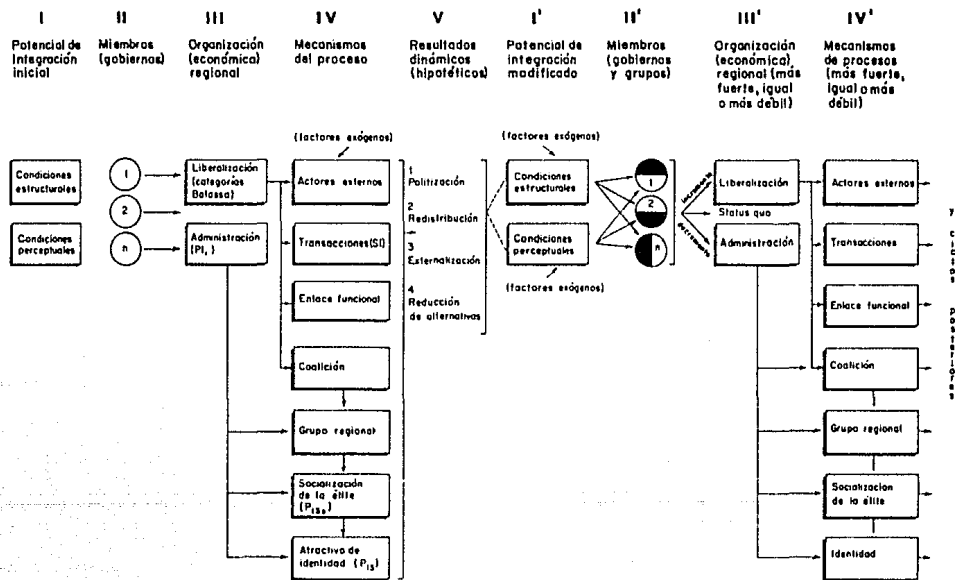 I
II
III
IV
V
I'
II'
III'
IV'
Potencial de
Integración
inicial
Miembros
(gobiernos)
Organización
(económica)
regional
Mecanismos
del proceso
Resultados
dinámicos
(hipotéticos)
Potencial de
integración
modificado
Miembros
(gobiernos
y grupos)
Organización
(económica)
regional (más
fuerte, igual
o más débil)
Mecanismos
de procesos
(más fuerte,
igual o más
débil)
Condiciones
estructurales
Condiciones
perceptuales
1
2
n
Liberalización
(categorías
Balassa)
Administración
(PI₁)
(factores exógenos)
Actores externos
Transacciones (SI)
Enlace funcional
Coalición
Grupo regional
Socialización
de la élite
Atractivo de
identidad
1
Politización
2
Redistribución
3
Externalización
4
Reducción
de alternativas
(factores exógenos)
Condiciones
estructurales
Condiciones
perceptuales
(factores exógenos)
1
2
n
incremento
Status quo
Liberalización
Administración
Actores externos
Transacciones
Enlace funcional
Coalición
Grupo regional
Socializacion
de la élite
Identidad
y ciclos posteriores